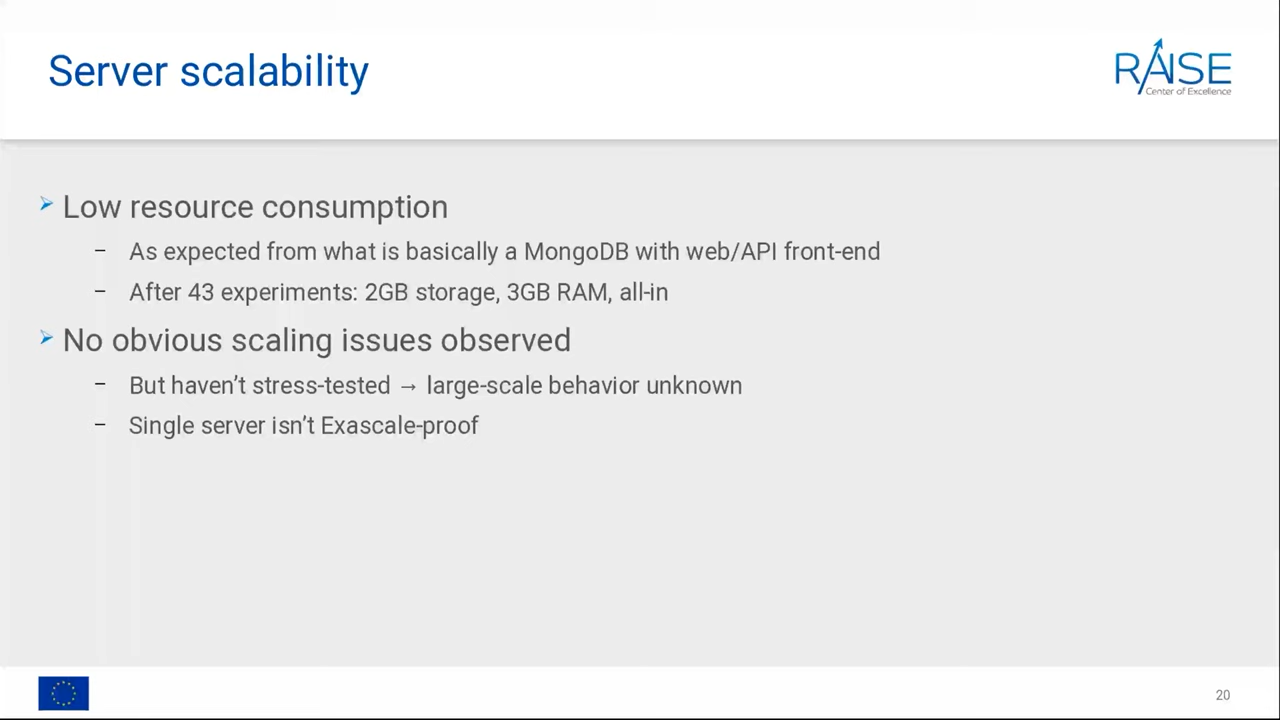 Server scalability
RAISE
Center of Excellence
Low resource consumption
– As expected from what is basically a MongoDB with web/API front-end
– After 43 experiments: 2GB storage, 3GB RAM, all-in
No obvious scaling issues observed
– But haven’t stress-tested → large-scale behavior unknown
– Single server isn’t Exascale-proof
20